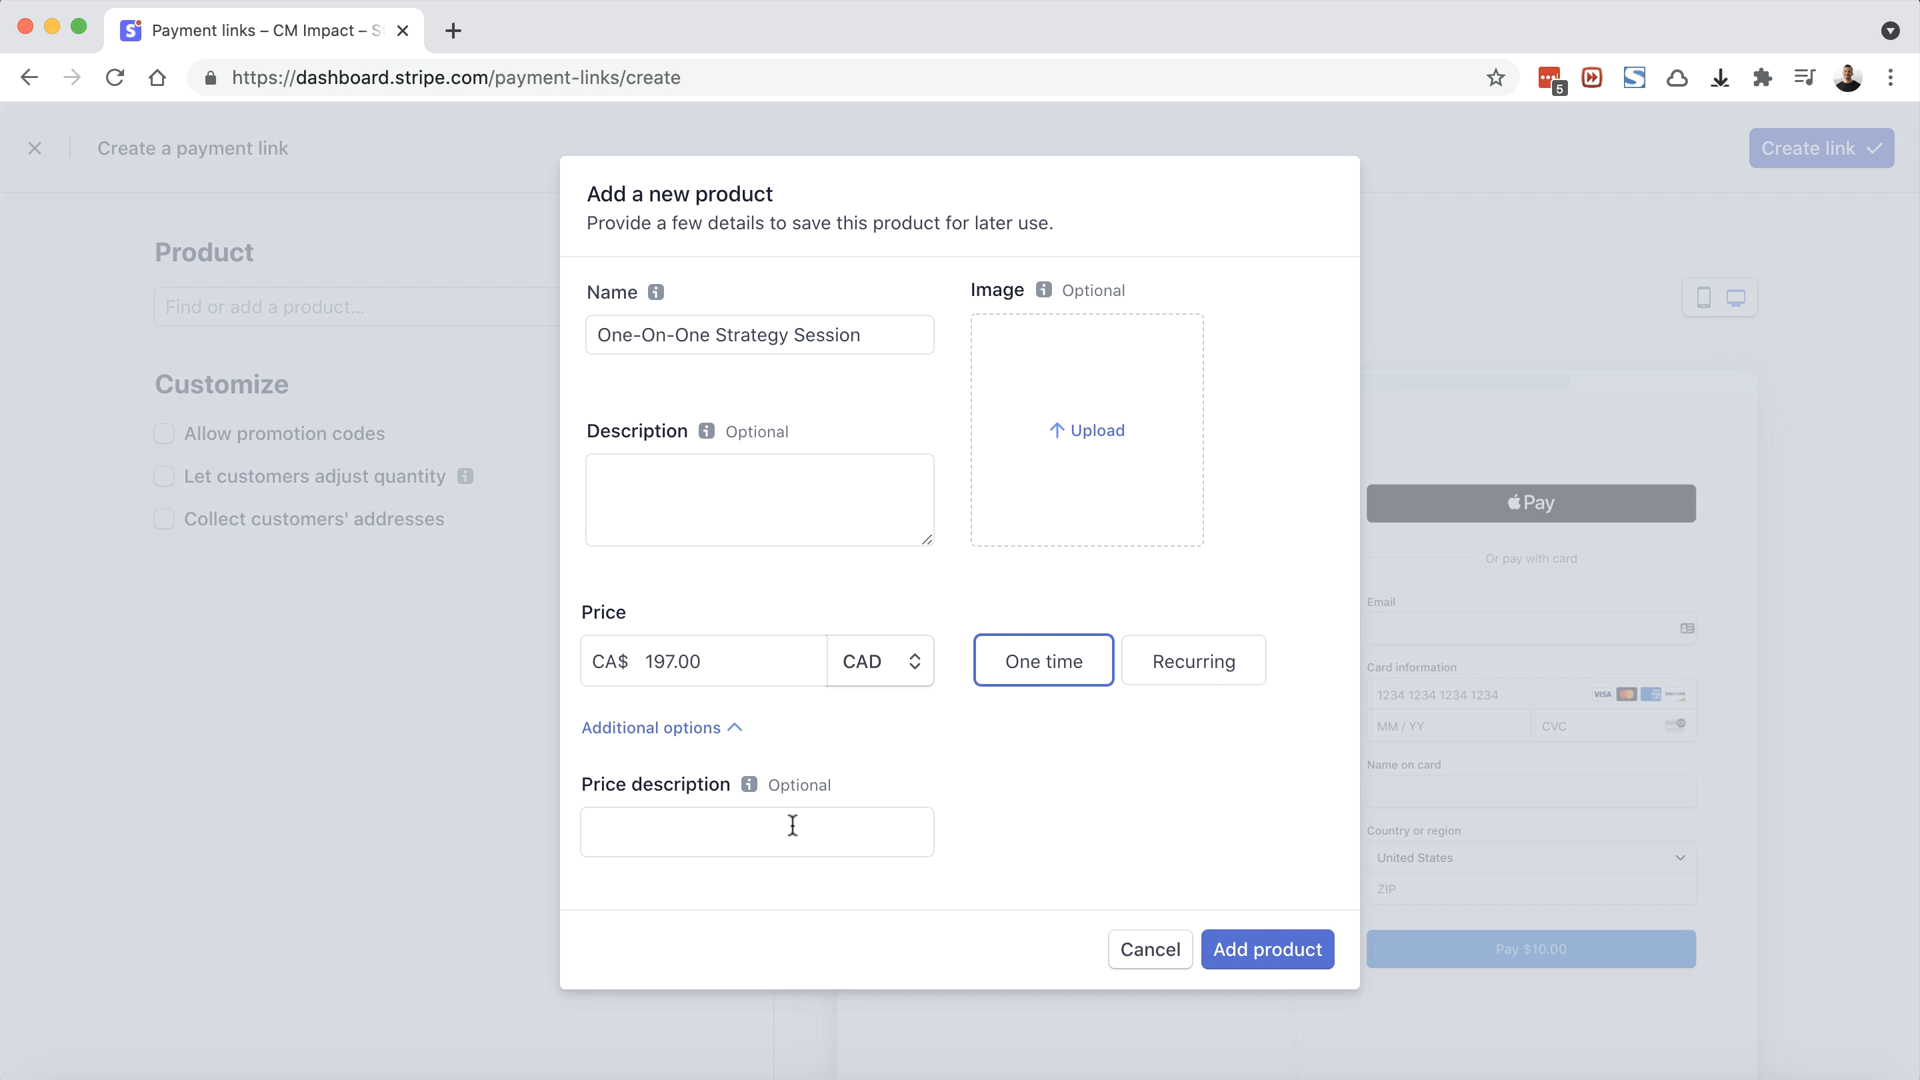 Payment links – CM Impact – S
https://dashboard.stripe.com/payment-links/create
5
Create a payment link
Create link
Add a new product
Provide a few details to save this product for later use.
Product
Find or add a product...
Customize
Allow promotion codes
Let customers adjust quantity
Collect customers' addresses
Name
One-On-One Strategy Session
Image Optional
Upload
Description Optional
Price
CA$ 197.00
CAD
One time
Recurring
Additional options
Price description Optional
Cancel
Add product
Pay
Or pay with card
Email
Card information
1234 1234 1234 1234
VISA
MM / YY
CVC
Name on card
Country or region
United States
ZIP
Pay $10.00